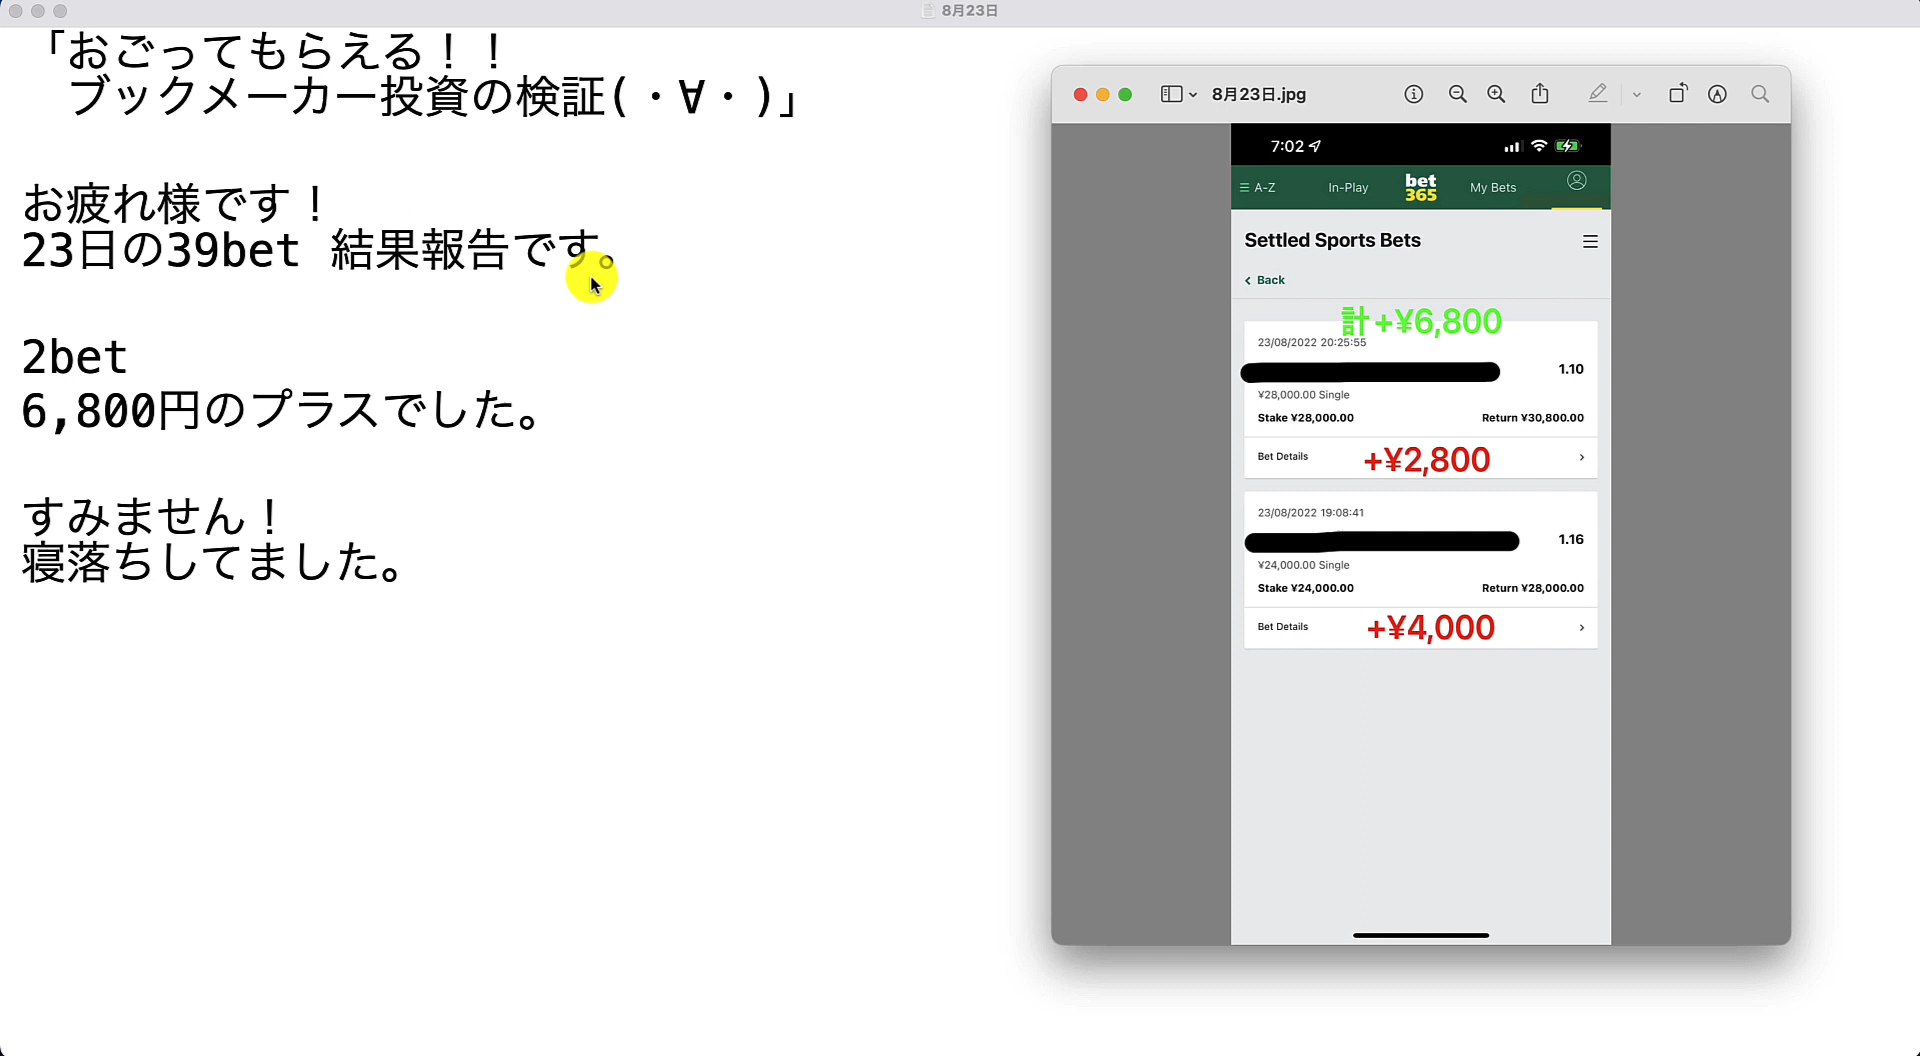 8月23日
「おごってもらえる！！
ブックメーカー投資の検証(・∀・)」
お疲れ様です！
23日の39bet 結果報告です。
2bet
6,800円のプラスでした。
すみません！
寝落ちしてました。
8月23日.jpg
7:02
A-Z
In-Play
bet
365
My Bets
Settled Sports Bets
Back
計+¥6,800
23/08/2022 20:25:55
1.10
¥28,000.00 Single
Stake ¥28,000.00
Return ¥30,800.00
Bet Details
+¥2,800
23/08/2022 19:08:41
1.16
¥24,000.00 Single
Stake ¥24,000.00
Return ¥28,000.00
Bet Details
+¥4,000